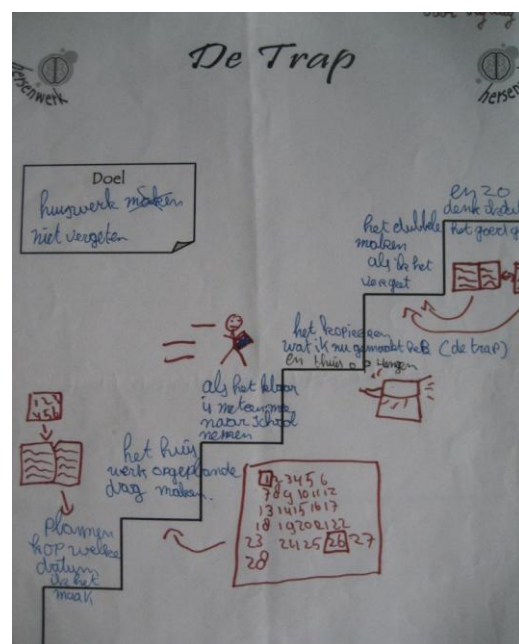 hersenwerk
De Trap
Doel
huiswerk maken
niet vergeten
plannen
op welke
datum
ik het
maak
het huis
werk op geplande
dag maken.
als het klaar
is meteen mee
naar school
nemen
het kopieeren
wat ik nu gemaakt heb (de trap)
en thuis op hangen
het dubbele
maken
als ik het
vergeet
en zo
denk ik dat
het goed g
1 2 3 4 5 6
7 8 9 10 11 12
13 14 15 16 17
18 19 20 21 22
23 24 25 26 27
28